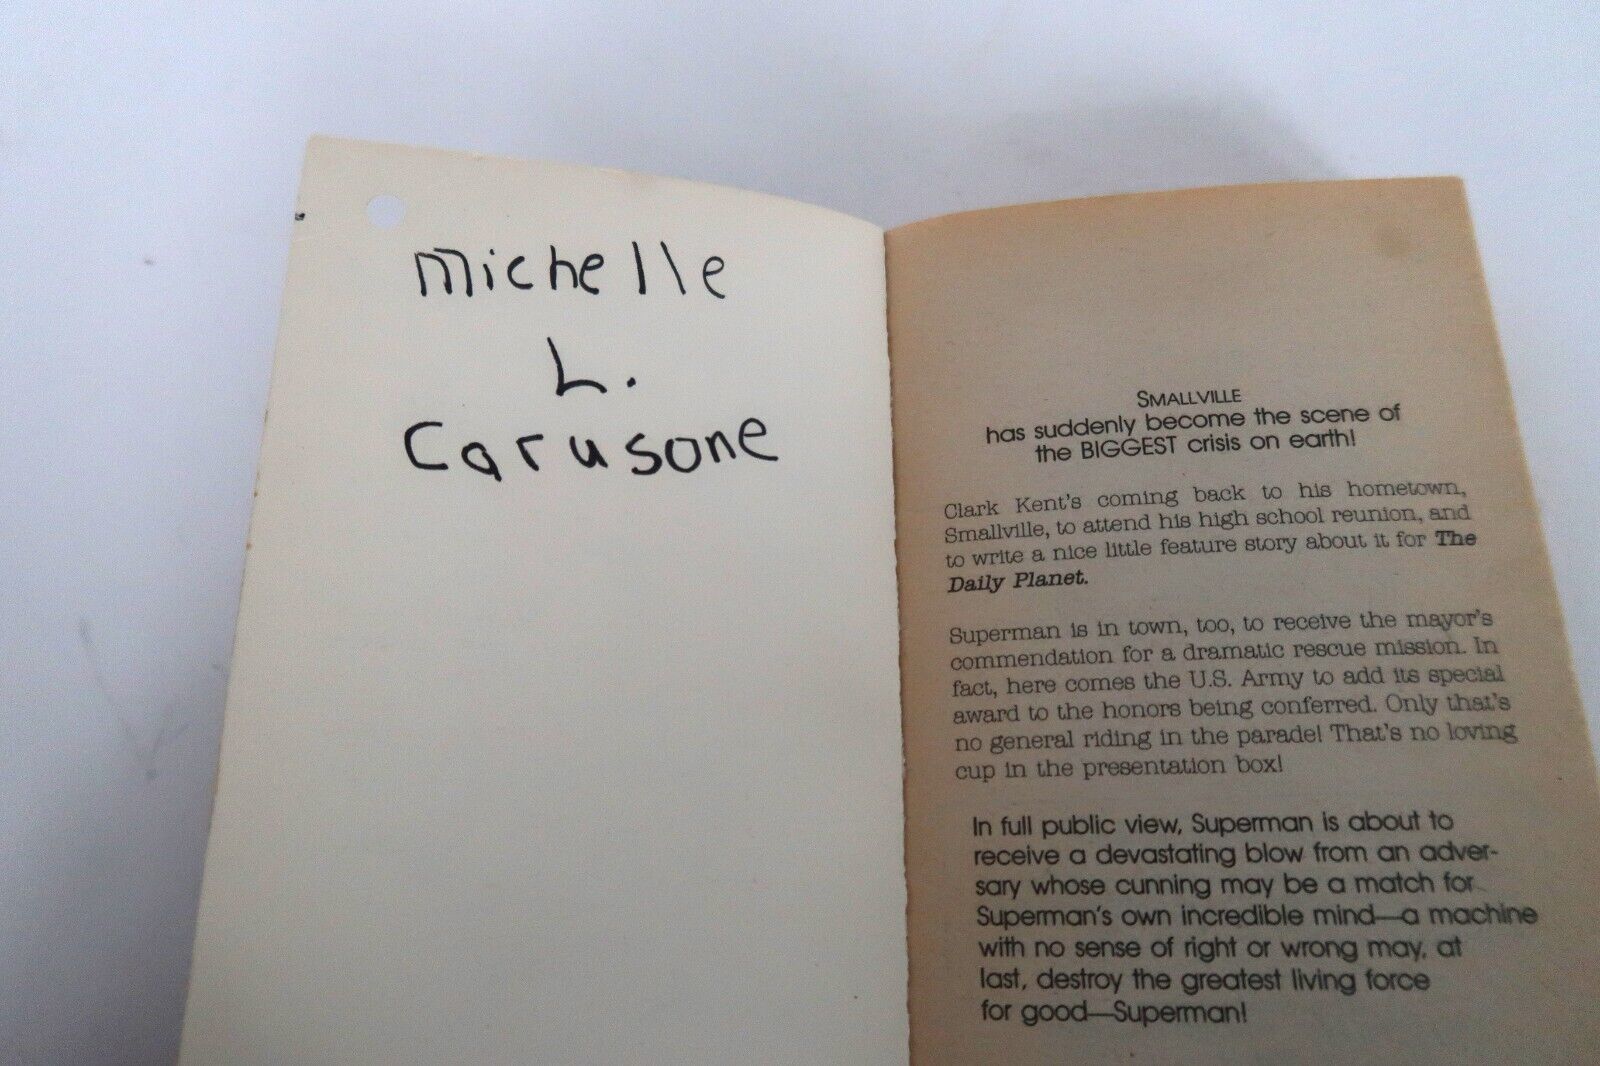 Michelle
L.
Carusone
SMALLVILLE
has suddenly become the scene of
the BIGGEST crisis on earth!
Clark Kent's coming back to his hometown,
Smallville, to attend his high school reunion, and
to write a nice little feature story about it for The
Daily Planet.
Superman is in town, too, to receive the mayor's
commendation for a dramatic rescue mission. In
fact, here comes the U.S. Army to add its special
award to the honors being conferred. Only that's
no general riding in the parade! That's no loving
cup in the presentation box!
In full public view, Superman is about to
receive a devastating blow from an adver-
sary whose cunning may be a match for
Superman's own incredible mind—a machine
with no sense of right or wrong may, at
last, destroy the greatest living force
for good—Superman!